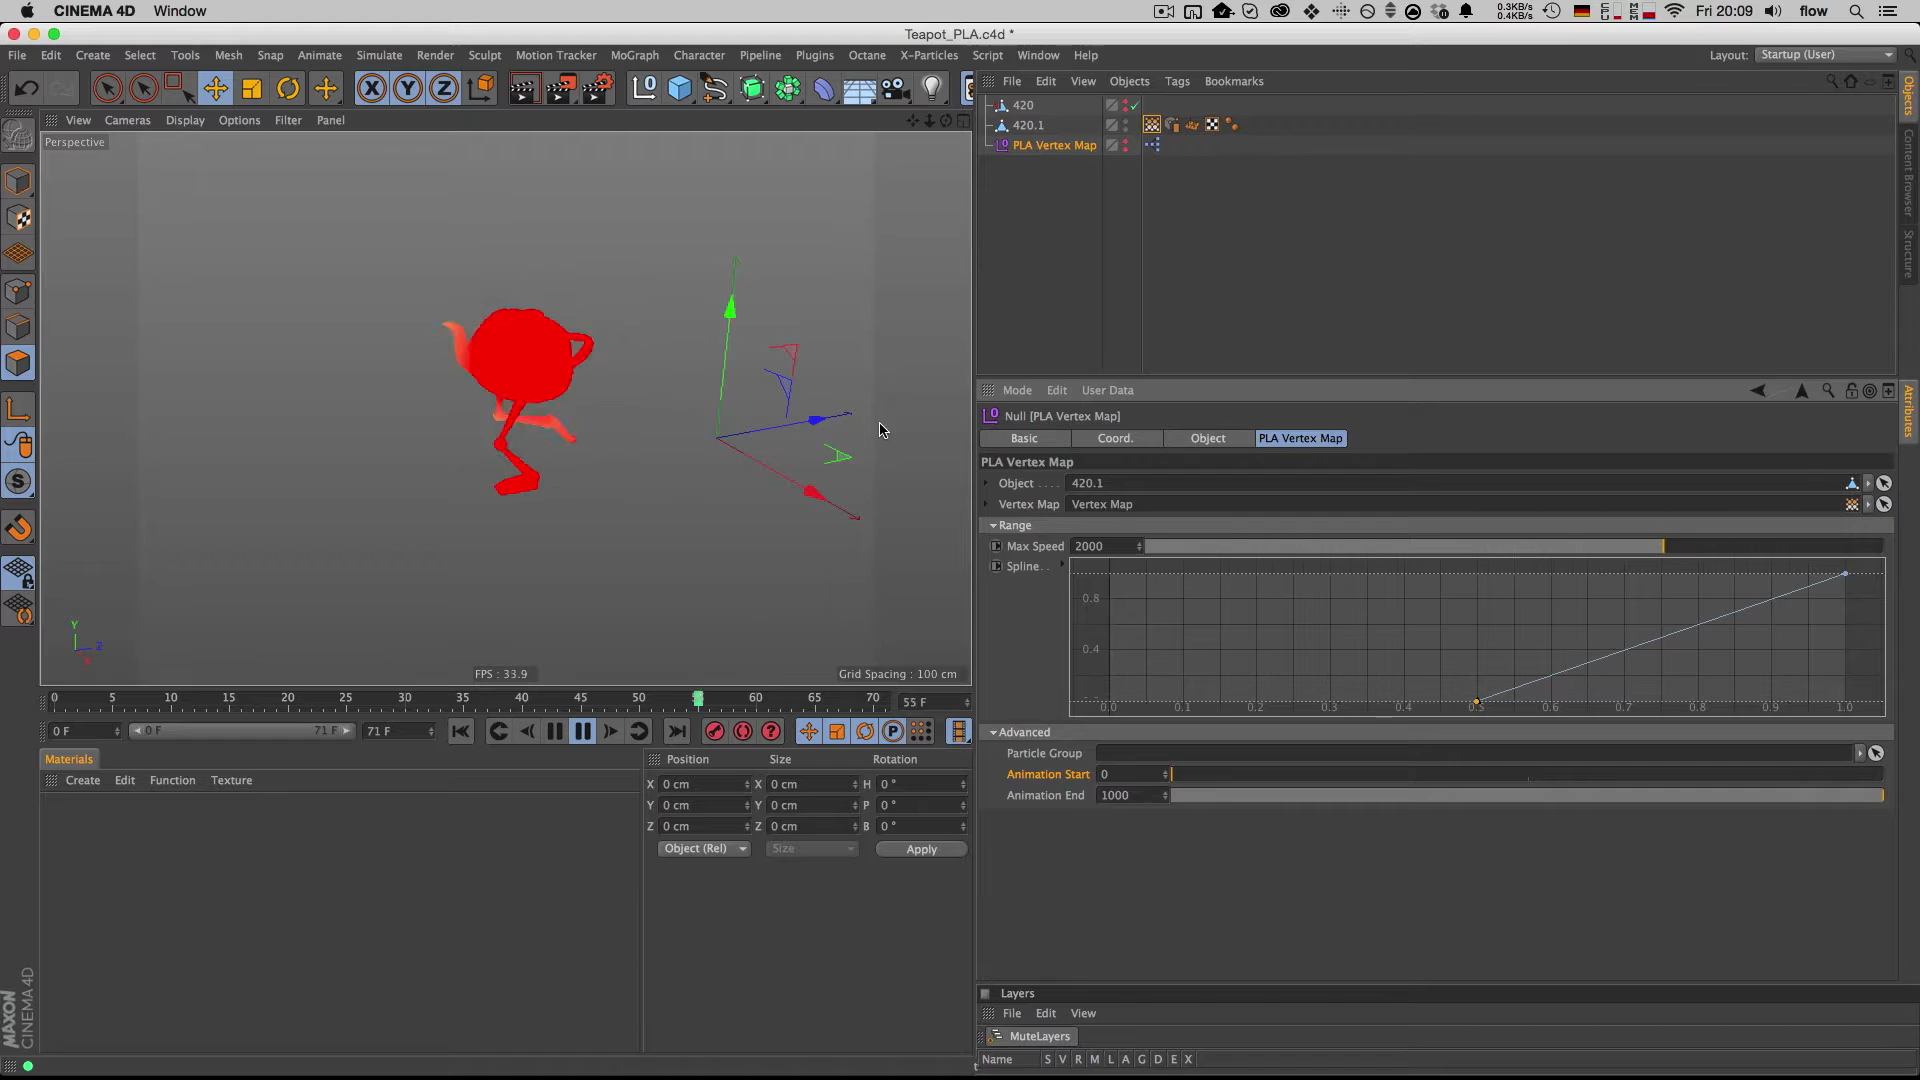 CINEMA 4D Window 0.3KB/s 0.4KB/s Fri 20:09 flow
Teapot_PLA.c4d *
File Edit Create Select Tools Mesh Snap Animate Simulate Render Sculpt Motion Tracker MoGraph Character Pipeline Plugins Octane X-Particles Script Window Help Layout: Startup (User)
X Y Z
File Edit View Objects Tags Bookmarks
View Cameras Display Options Filter Panel
420
420.1
PLA Vertex Map
Perspective
Objects
Content Browser
Structure
Mode Edit User Data
Attributes
Null [PLA Vertex Map]
Basic Coord. Object PLA Vertex Map
PLA Vertex Map
Object . . . . 420.1
Vertex Map Vertex Map
Range
Max Speed 2000
Spline. .
0.8
0.4
0.0 0.1 0.2 0.3 0.4 0.5 0.6 0.7 0.8 0.9 1.0
Y
Z
X
FPS : 33.9 Grid Spacing : 100 cm
0 5 10 15 20 25 30 35 40 45 50 60 65 70 55 F
0 F 0 F 71 F 71 F
Advanced
Particle Group
Animation Start 0
Animation End 1000
Materials
Create Edit Function Texture
Position Size Rotation
X 0 cm X 0 cm H 0 °
Y 0 cm Y 0 cm P 0 °
Z 0 cm Z 0 cm B 0 °
Object (Rel) Size Apply
Layers
File Edit View
MuteLayers
Name S V R M L A G D E X
MAXON
CINEMA 4D